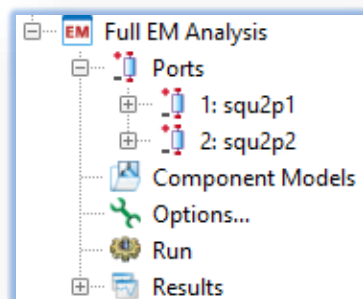 EM Full EM Analysis
Ports
1: squ2p1
2: squ2p2
Component Models
Options...
Run
Results